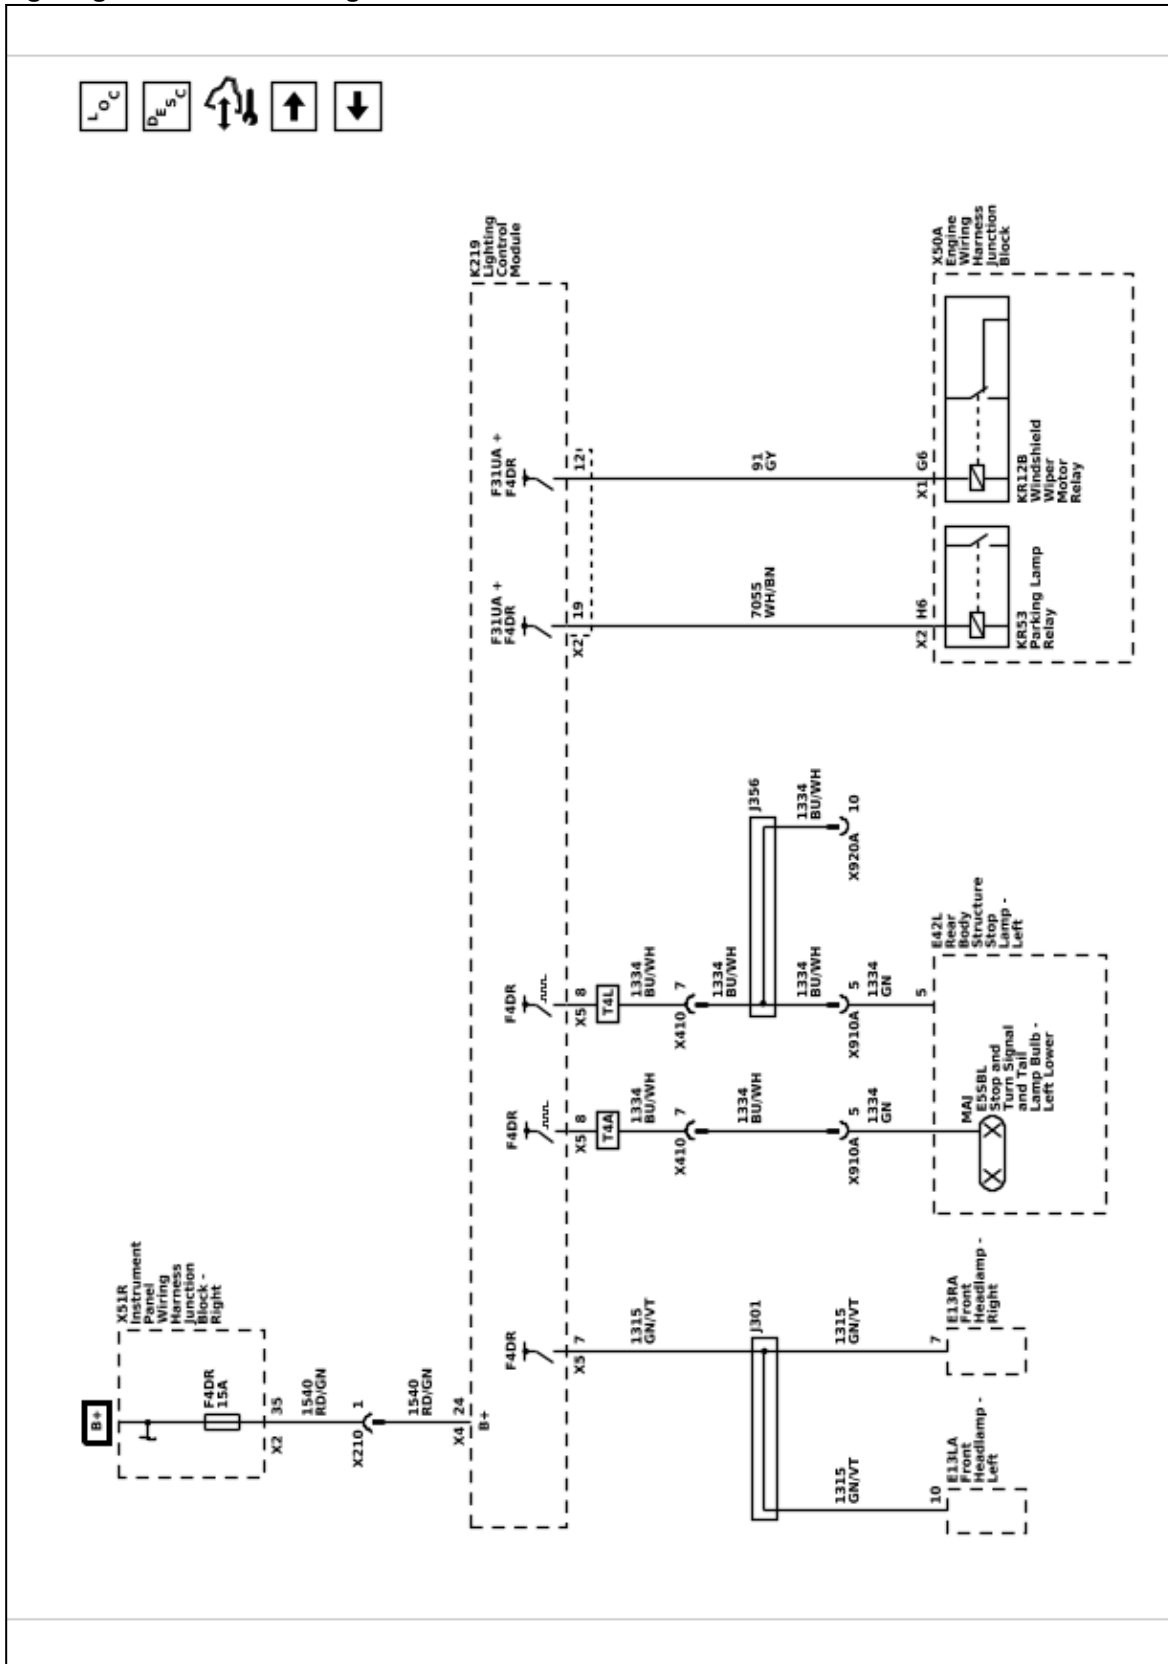 B+
X51R
Instrument
Panel
Wiring
Harness
Junction
Block -
Right
F4DR
15A
X2 35
1540
RD/GN
X210 1
1540
RD/GN
X4 24
B+
LOC
DESC
K219
Lighting
Control
Module
F4DR
F4DR
F4DR
F31UA +
F4DR
F31UA +
F4DR
X5 7
X5 8
X5 8
X2 19
12
T4A
T4L
1315
GN/VT
1334
BU/WH
1334
BU/WH
X410 7
X410 7
J301
1334
BU/WH
1334
BU/WH
J356
7055
WH/BN
91
GY
1315
GN/VT
1315
GN/VT
1334
BU/WH
1334
BU/WH
X910A 5
X910A 5
X920A 10
1334
GN
1334
GN
10
7
5
X2 H6
X1 G6
E13LA
Front
Headlamp -
Left
E13RA
Front
Headlamp -
Right
E42L
Rear
Body
Structure
Stop
Lamp -
Left
MAJ
E5SBL
Stop and
Turn Signal
and Tail
Lamp Bulb -
Left Lower
X50A
Engine
Wiring
Harness
Junction
Block
KR53
Parking Lamp
Relay
KR12B
Windshield
Wiper
Motor
Relay